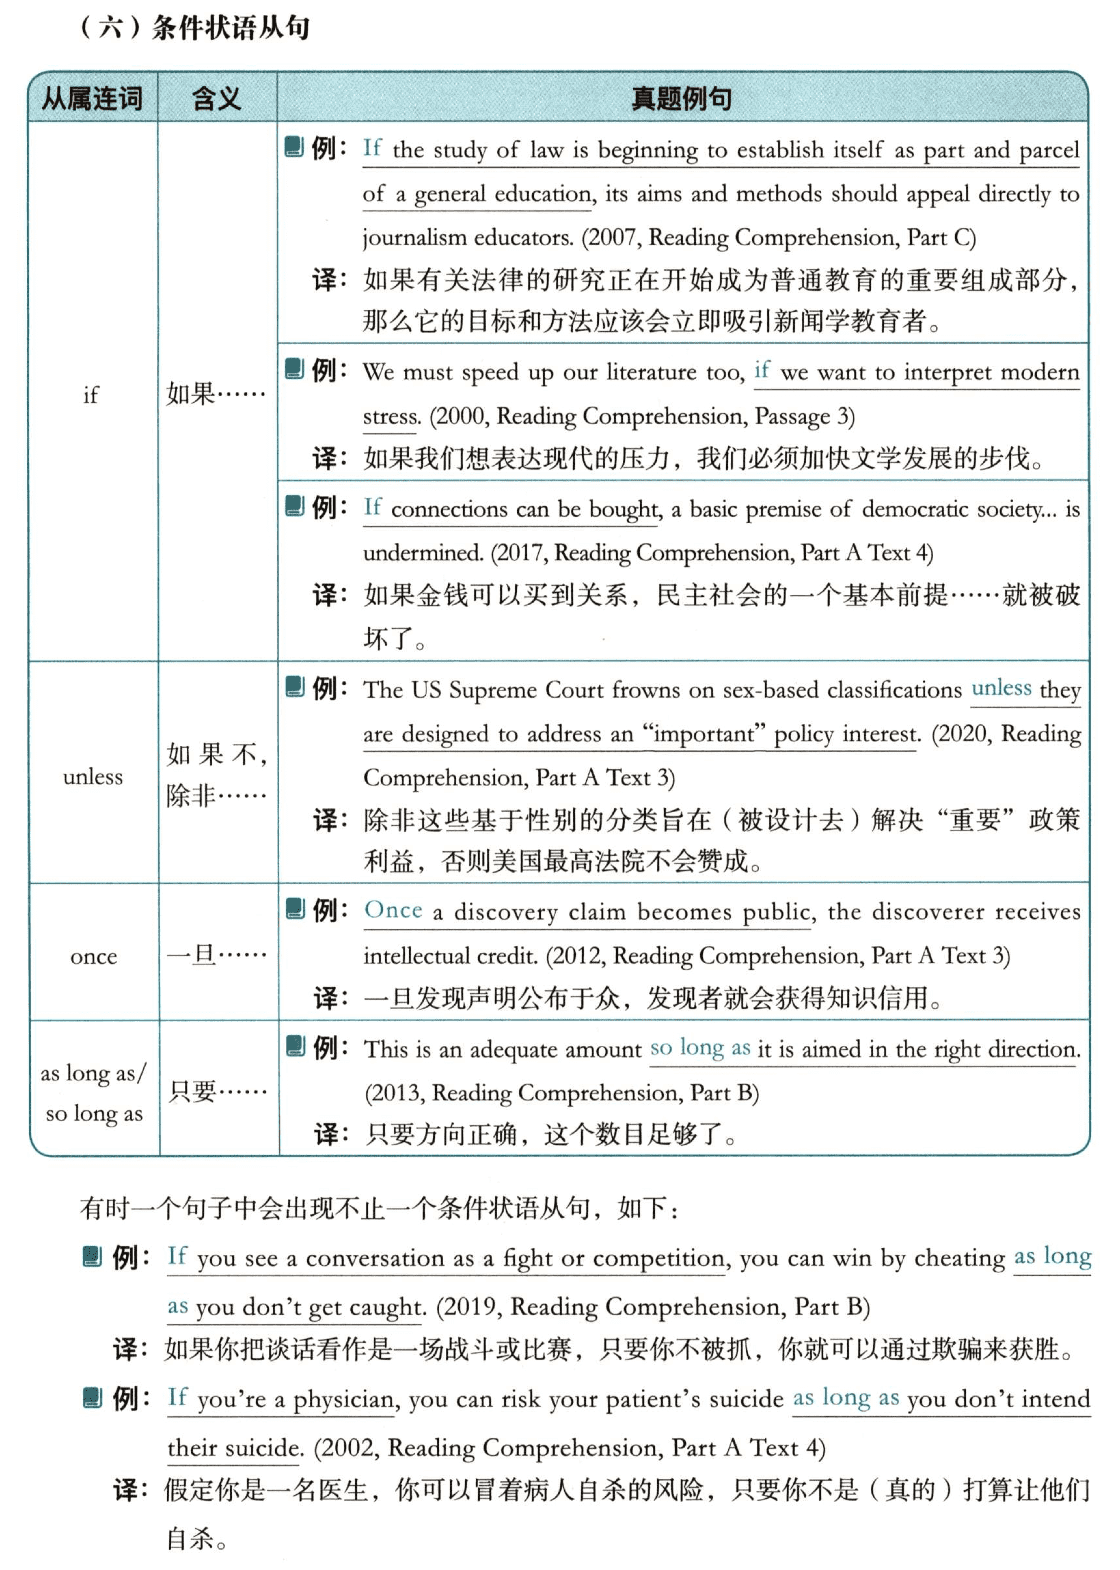 （六）条件状语从句
从属连词 含义 真题例句
例：If the study of law is beginning to establish itself as part and parcel
of a general education, its aims and methods should appeal directly to
journalism educators. (2007, Reading Comprehension, Part C)
译：如果有关法律的研究正在开始成为普通教育的重要组成部分，
那么它的目标和方法应该会立即吸引新闻学教育者。
if 如果……
例：We must speed up our literature too, if we want to interpret modern
stress. (2000, Reading Comprehension, Passage 3)
译：如果我们想表达现代的压力，我们必须加快文学发展的步伐。
例：If connections can be bought, a basic premise of democratic society... is
undermined. (2017, Reading Comprehension, Part A Text 4)
译：如果金钱可以买到关系，民主社会的一个基本前提……就被破
坏了。
unless
如果不，
除非……
例：The US Supreme Court frowns on sex-based classifications unless they
are designed to address an “important” policy interest. (2020, Reading
Comprehension, Part A Text 3)
译：除非这些基于性别的分类旨在（被设计去）解决“重要”政策
利益，否则美国最高法院不会赞成。
once 一旦……
例：Once a discovery claim becomes public, the discoverer receives
intellectual credit. (2012, Reading Comprehension, Part A Text 3)
译：一旦发现声明公布于众，发现者就会获得知识信用。
as long as/
so long as
只要……
例：This is an adequate amount so long as it is aimed in the right direction.
(2013, Reading Comprehension, Part B)
译：只要方向正确，这个数目足够了。
有时一个句子中会出现不止一个条件状语从句，如下：
例：If you see a conversation as a fight or competition, you can win by cheating as long
as you don’t get caught. (2019, Reading Comprehension, Part B)
译：如果你把谈话看作是一场战斗或比赛，只要你不被抓，你就可以通过欺骗来获胜。
例：If you’re a physician, you can risk your patient’s suicide as long as you don’t intend
their suicide. (2002, Reading Comprehension, Part A Text 4)
译：假定你是一名医生，你可以冒着病人自杀的风险，只要你不是（真的）打算让他们
自杀。